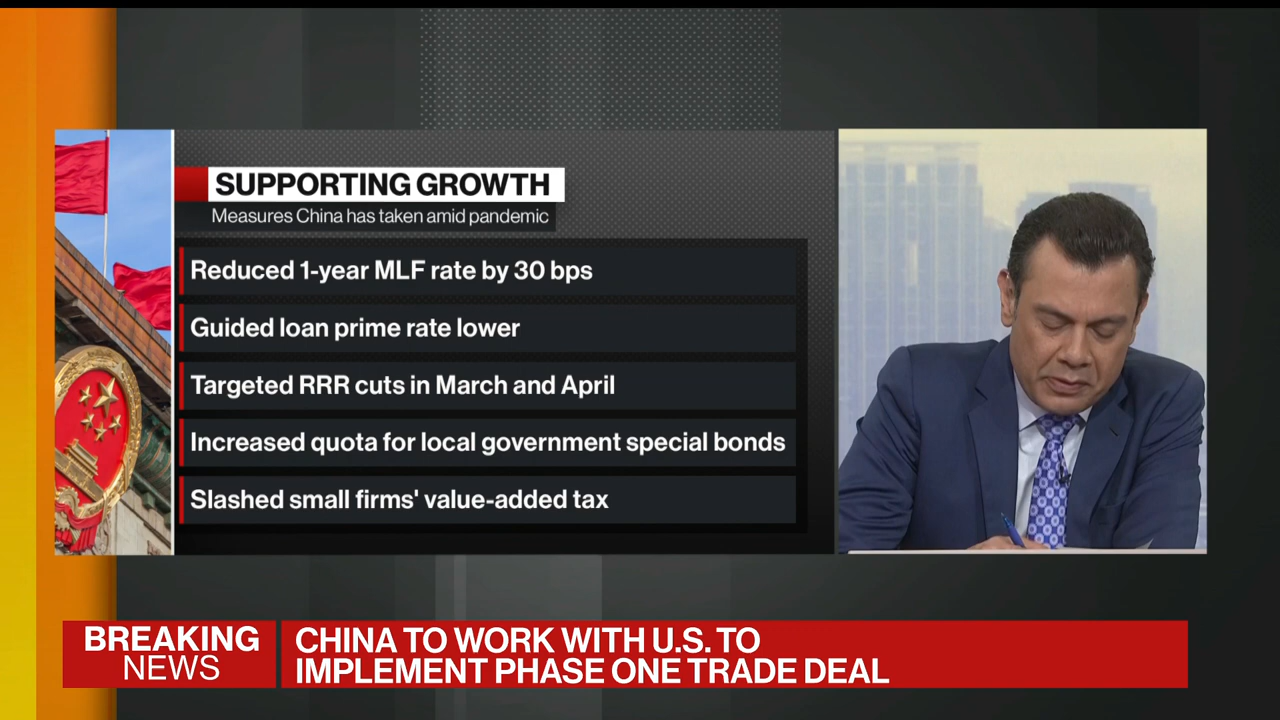 SUPPORTING GROWTH
Measures China has taken amid pandemic
Reduced 1-year MLF rate by 30 bps
Guided loan prime rate lower
Targeted RRR cuts in March and April
Increased quota for local government special bonds
Slashed small firms' value-added tax
BREAKING
NEWS
CHINA TO WORK WITH U.S. TO
IMPLEMENT PHASE ONE TRADE DEAL